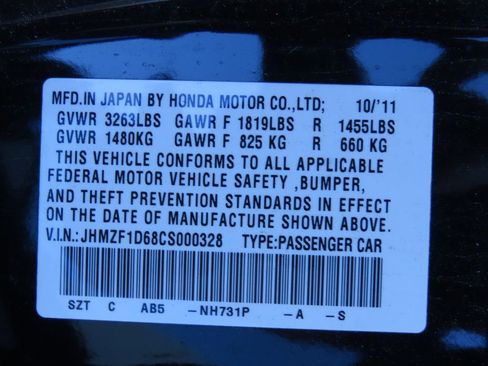 MFD.IN JAPAN BY HONDA MOTOR CO.,LTD; 10/'11
GVWR 3263LBS GAWR F 1819LBS R 1455LBS
GVWR 1480KG GAWR F 825 KG R 660 KG
THIS VEHICLE CONFORMS TO ALL APPLICABLE
FEDERAL MOTOR VEHICLE SAFETY ,BUMPER,
AND THEFT PREVENTION STANDARDS IN EFFECT
ON THE DATE OF MANUFACTURE SHOWN ABOVE.
V.I.N.: JHMZF1D68CS000328 TYPE:PASSENGER CAR
SZT C AB5 -NH731P -A -S